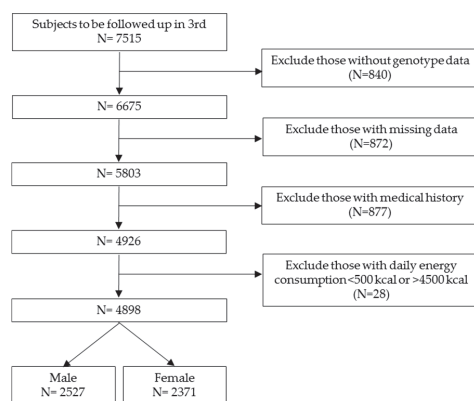 Subjects to be followed up in 3rd
N= 7515
Exclude those without genotype data
(N=840)
N= 6675
Exclude those with missing data
(N=872)
N= 5803
Exclude those with medical history
(N=877)
N= 4926
Exclude those with daily energy
consumption<500 kcal or >4500 kcal
(N=28)
N= 4898
Male
N= 2527
Female
N= 2371